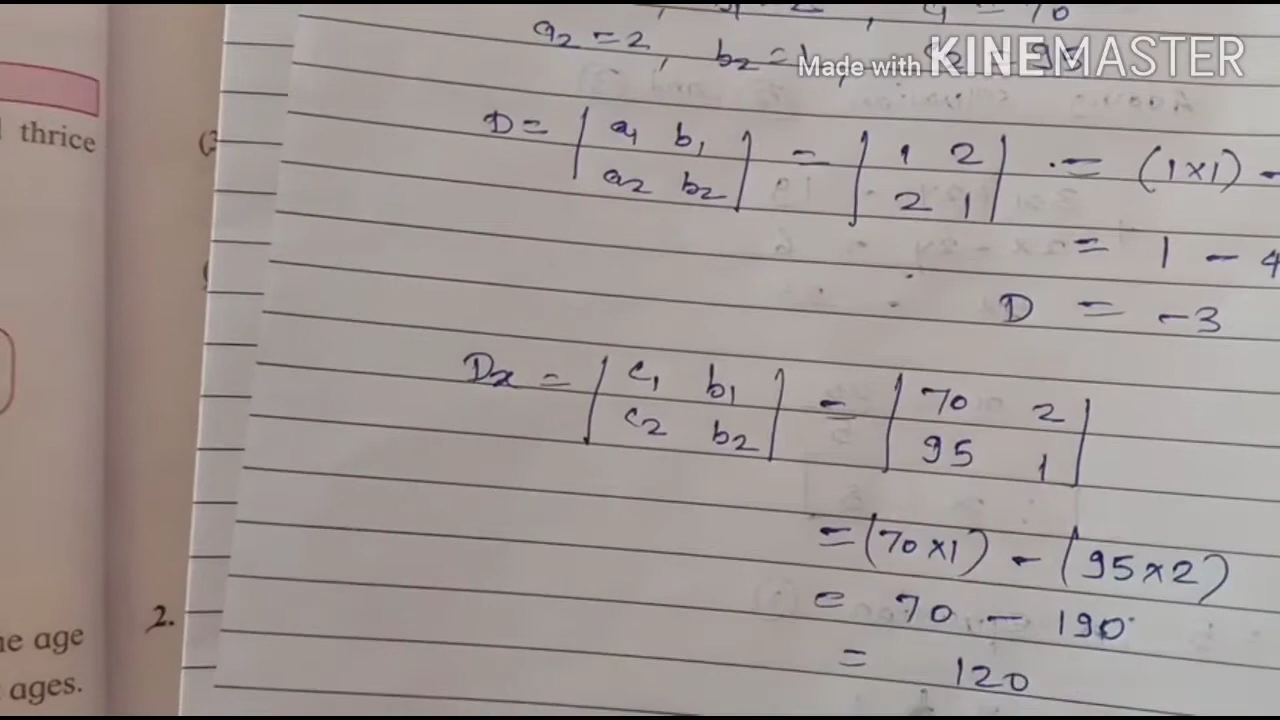 a₂ = 2, b₂ = 1, c₂ = 95
Made with KINEMASTER
thrice
D = | a₁ b₁ | = | 1 2 | = (1×1) -
| a₂ b₂ | | 2 1 |
= 1 - 4
D = -3
Dx = | c₁ b₁ | = | 70 2 |
| c₂ b₂ | | 95 1 |
= (70×1) - (95×2)
= 70 - 190
= 120
2.
age
ages.